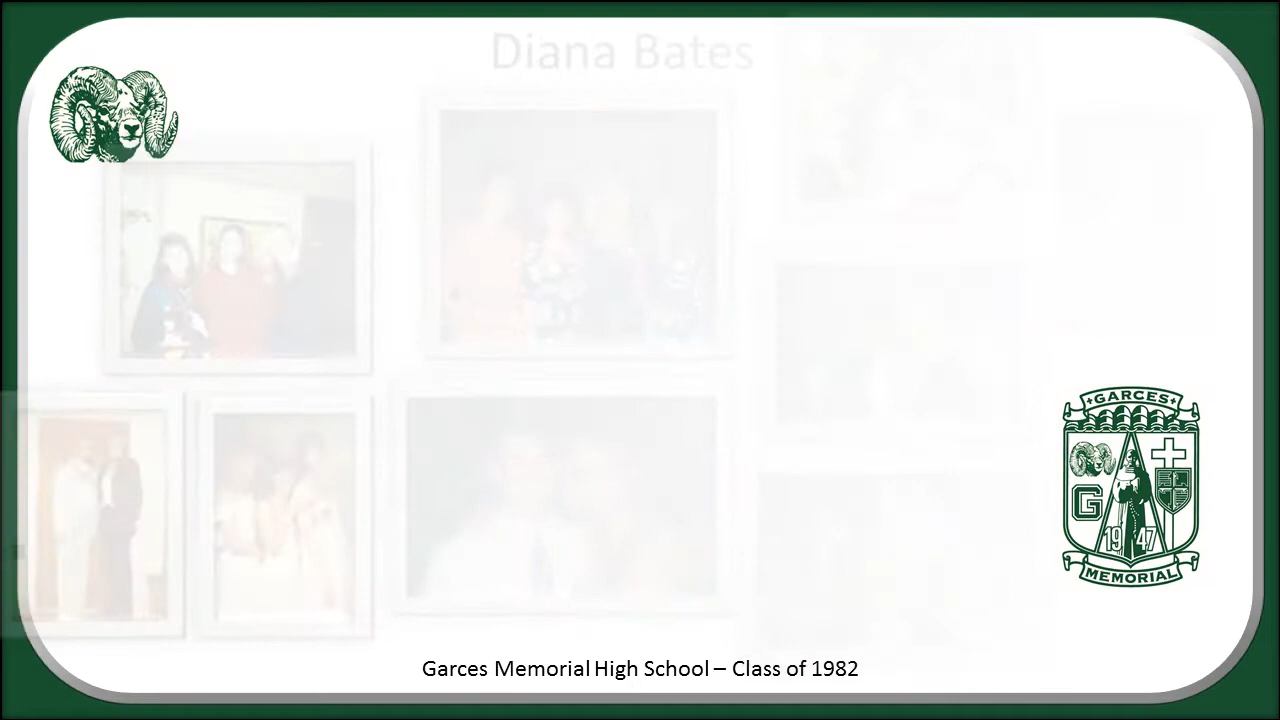 Diana Bates
+GARCES+
G
19 47
MEMORIAL
Garces Memorial High School – Class of 1982